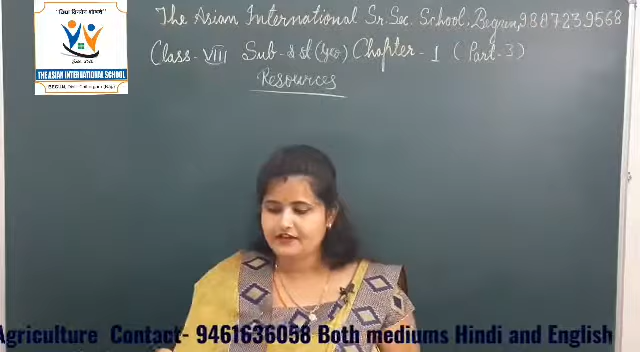 The Asian International Sr. Sec. School, Begun, 9887239568
Class - VIII Sub - S.St (Geo) Chapter - 1 (Part - 3)
Resources
THE ASIAN INTERNATIONAL SCHOOL
Agriculture Contact- 9461636058 Both mediums Hindi and English